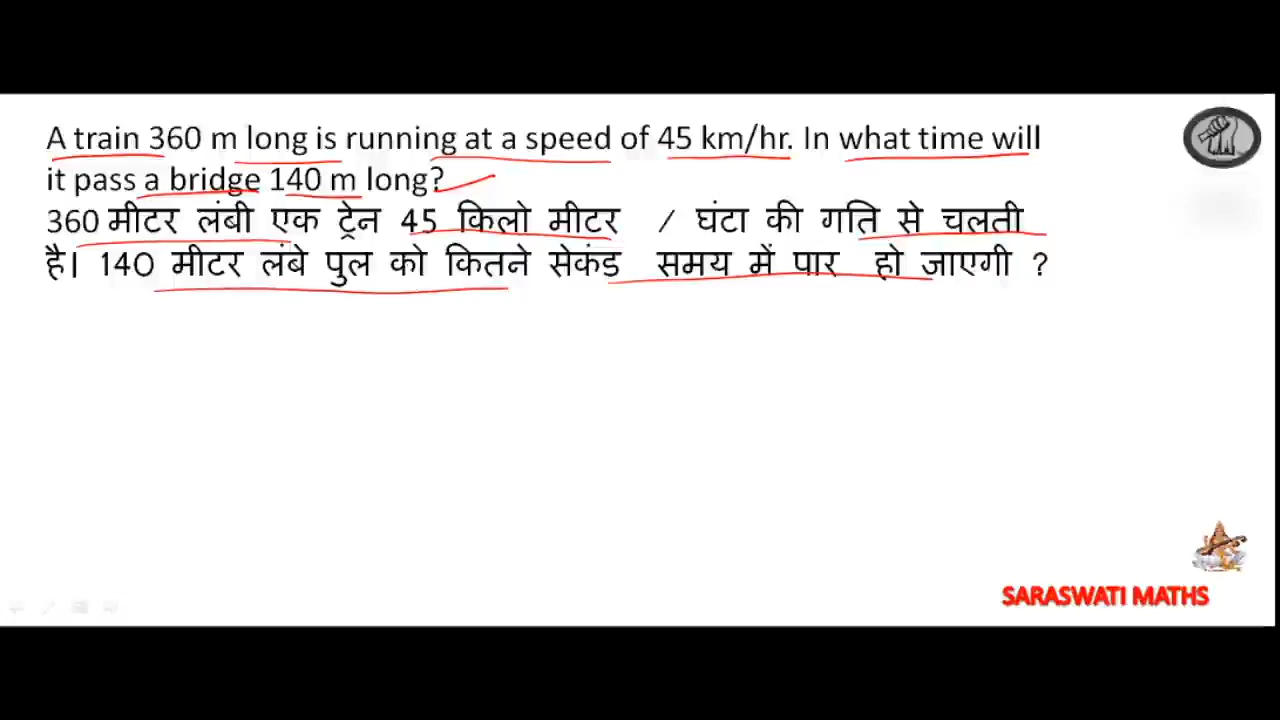 A train 360 m long is running at a speed of 45 km/hr. In what time will
it pass a bridge 140 m long?
360 मीटर लंबी एक ट्रेन 45 किलो मीटर / घंटा की गति से चलती
है। 140 मीटर लंबे पुल को कितने सेकंड समय में पार हो जाएगी ?
SARASWATI MATHS